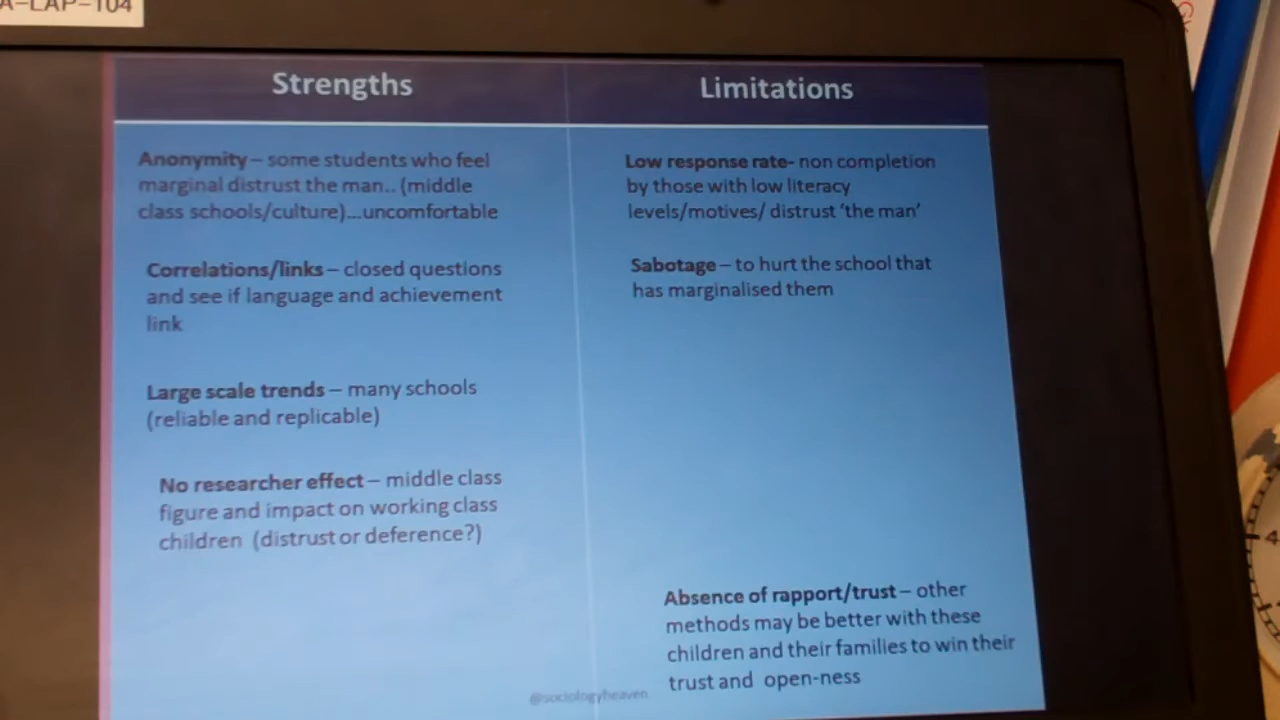 A-LAP-104
Strengths
Limitations
Anonymity – some students who feel
marginal distrust the man.. (middle
class schools/culture)...uncomfortable
Correlations/links – closed questions
and see if language and achievement
link
Large scale trends – many schools
(reliable and replicable)
No researcher effect – middle class
figure and impact on working class
children (distrust or deference?)
Low response rate- non completion
by those with low literacy
levels/motives/ distrust ‘the man’
Sabotage – to hurt the school that
has marginalised them
Absence of rapport/trust – other
methods may be better with these
children and their families to win their
trust and open-ness
@sociologyheaven
4